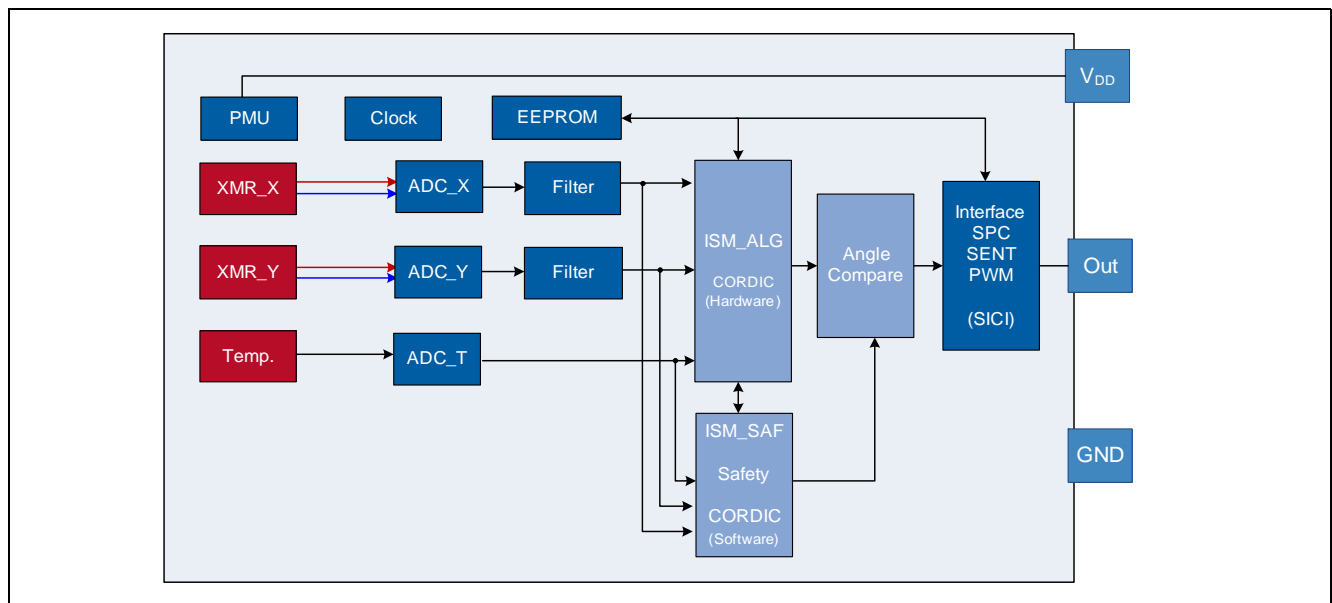 V_DD
PMU
Clock
EEPROM
XMR_X
ADC_X
Filter
XMR_Y
ADC_Y
Filter
Temp.
ADC_T
ISM_ALG
CORDIC
(Hardware)
Angle
Compare
Interface
SPC
SENT
PWM
(SICI)
Out
ISM_SAF
Safety
CORDIC
(Software)
GND